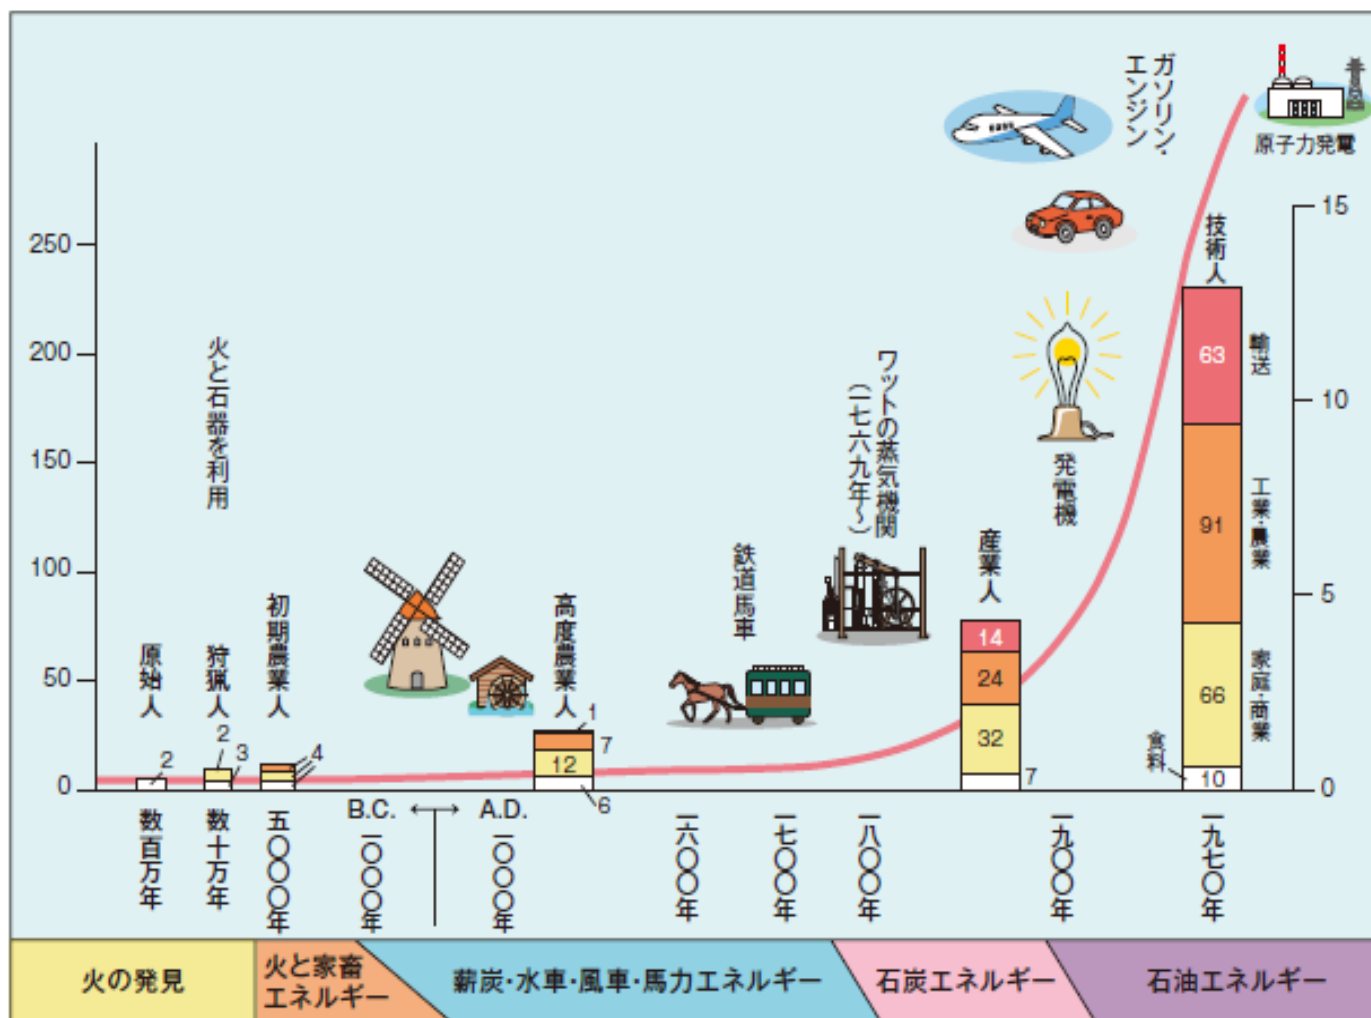 ガソリン・
エンジン
原子力発電
250
200
150
100
50
0
15
10
5
0
火と石器を利用
ワットの蒸気機関
(一七六九年〜)
発電機
鉄道馬車
原始人
狩猟人
初期農業人
高度農業人
産業人
技術人
輸送
工業・農業
家庭・商業
食料
2
2
3
4
1
7
12
6
14
24
32
7
63
91
66
10
数百万年
数十万年
五〇〇〇年
B.C. ↔ A.D.
一〇〇〇年
一〇〇〇年
一六〇〇年
一七〇〇年
一八〇〇年
一九〇〇年
一九七〇年
火の発見
火と家畜
エネルギー
薪炭・水車・風車・馬力エネルギー
石炭エネルギー
石油エネルギー